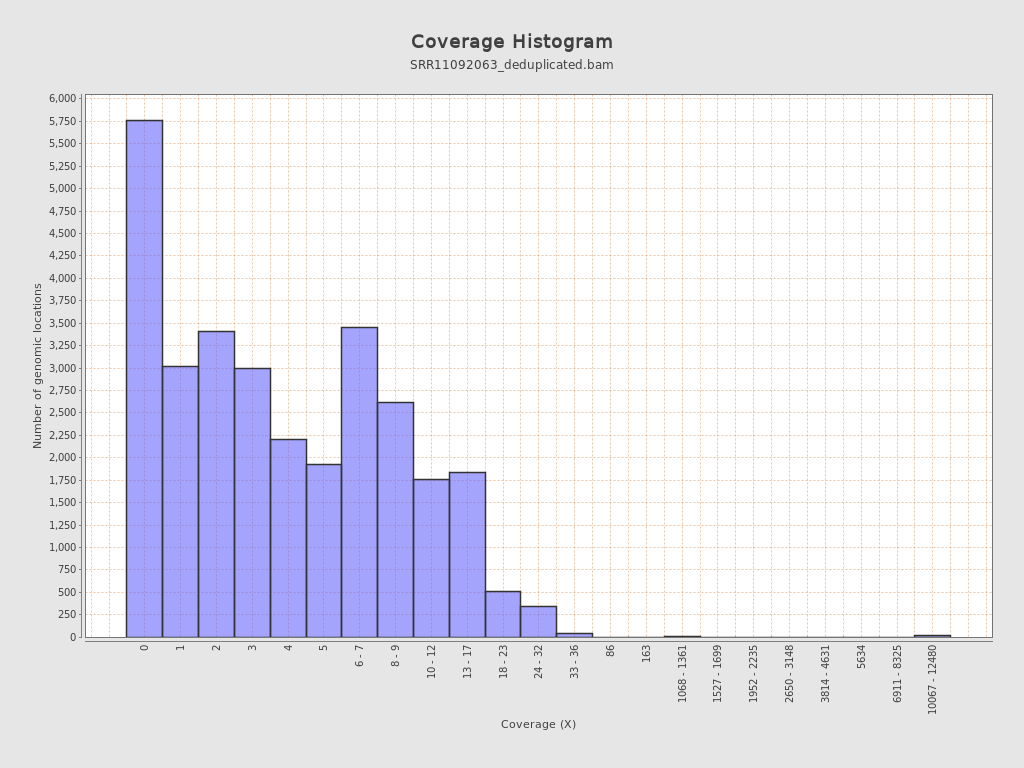 Coverage Histogram
SRR11092063_deduplicated.bam
Number of genomic locations
6,000
5,750
5,500
5,250
5,000
4,750
4,500
4,250
4,000
3,750
3,500
3,250
3,000
2,750
2,500
2,250
2,000
1,750
1,500
1,250
1,000
750
500
250
0
0
1
2
3
4
5
6 - 7
8 - 9
10 - 12
13 - 17
18 - 23
24 - 32
33 - 36
86
163
1068 - 1361
1527 - 1699
1952 - 2235
2650 - 3148
3814 - 4631
5634
6911 - 8325
10067 - 12480
Coverage (X)